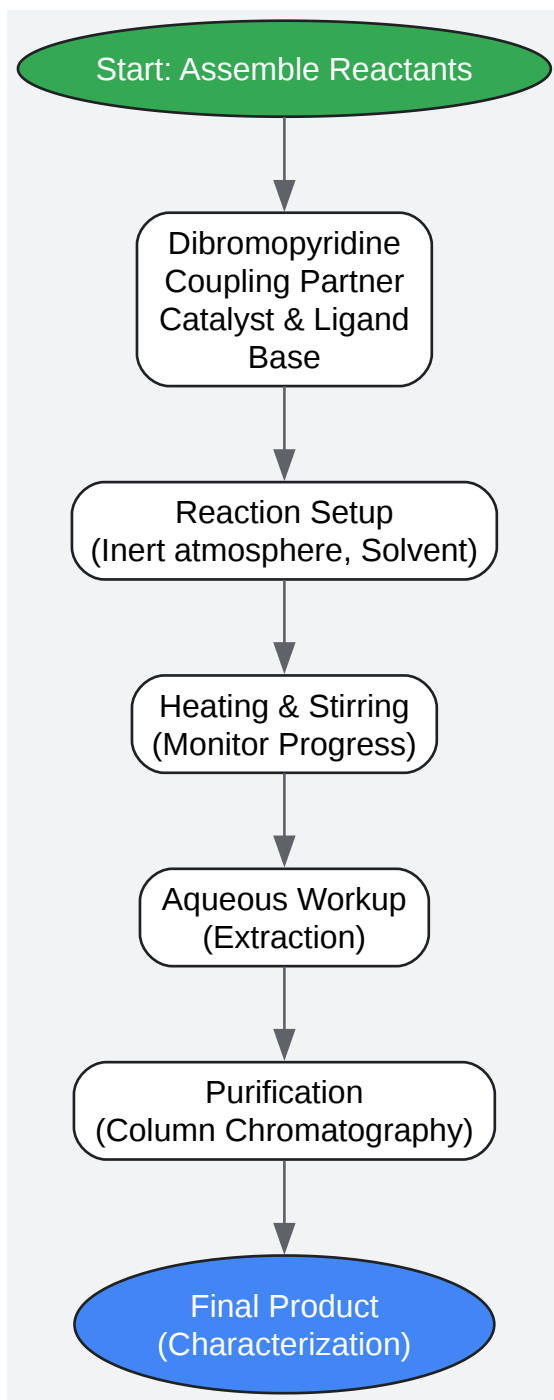 Start: Assemble Reactants
Dibromopyridine
Coupling Partner
Catalyst & Ligand
Base
Reaction Setup
(Inert atmosphere, Solvent)
Heating & Stirring
(Monitor Progress)
Aqueous Workup
(Extraction)
Purification
(Column Chromatography)
Final Product
(Characterization)